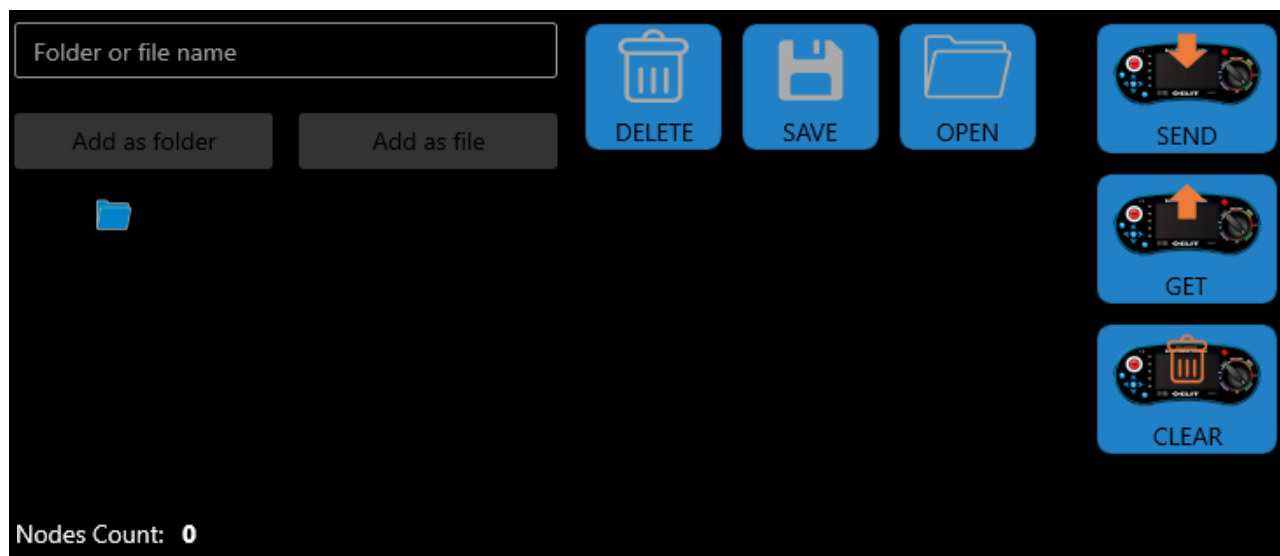 Folder or file name
Add as folder
Add as file
DELETE
SAVE
OPEN
SEND
GET
CLEAR
Nodes Count: 0